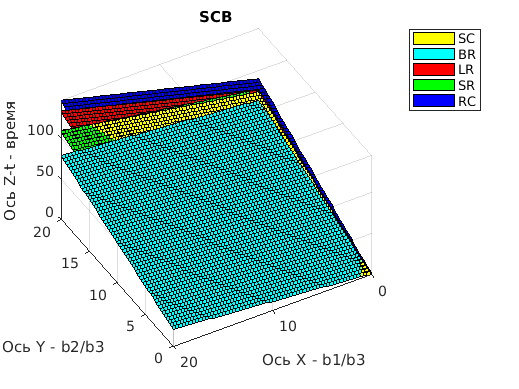 SCB
SC
BR
LR
SR
RC
Ось Z-t - время
100
50
0
20
15
10
5
0
20
10
0
Ось Y - b2/b3
Ось X - b1/b3